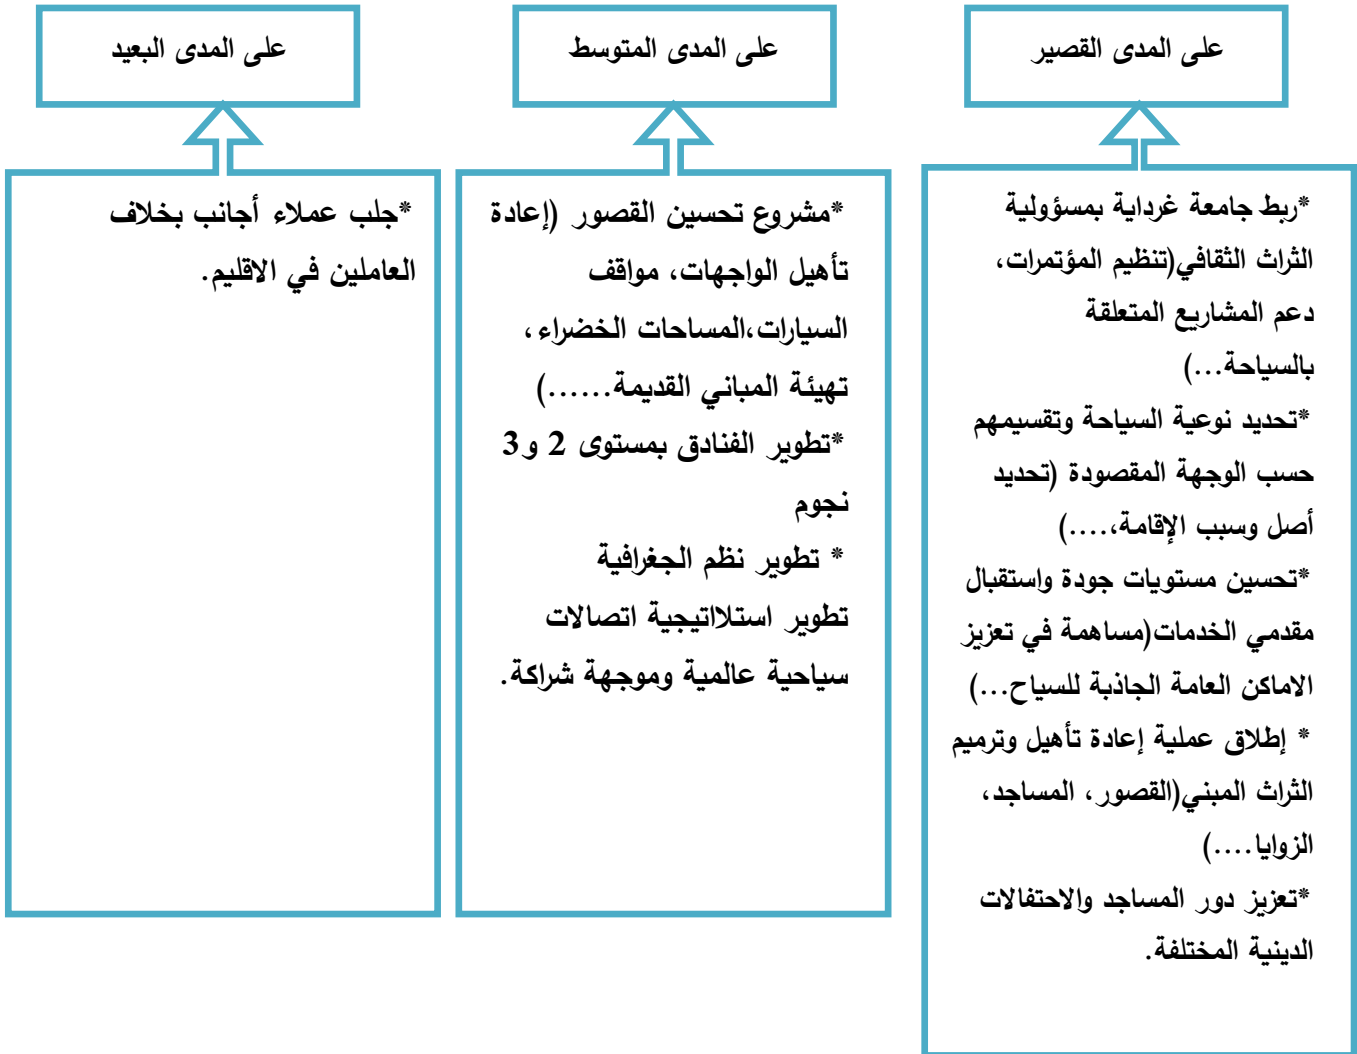 على المدى القصير
*ربط جامعة غرداية بمسؤولية
الثراث الثقافي(تنظيم المؤتمرات،
دعم المشاريع المتعلقة
بالسياحة...)
*تحديد نوعية السياحة وتقسيمهم
حسب الوجهة المقصودة (تحديد
أصل وسبب الإقامة،....)
*تحسين مستويات جودة واستقبال
مقدمي الخدمات(مساهمة في تعزيز
الاماكن العامة الجاذبة للسياح...)
* إطلاق عملية إعادة تأهيل وترميم
الثراث المبني(القصور، المساجد،
الزوايا....)
*تعزيز دور المساجد والاحتفالات
الدينية المختلفة.
على المدى المتوسط
*مشروع تحسين القصور (إعادة
تأهيل الواجهات، مواقف
السيارات،المساحات الخضراء،
تهيئة المباني القديمة......)
*تطوير الفنادق بمستوى 2 و3
نجوم
* تطوير نظم الجغرافية
تطوير استلااتيجية اتصالات
سياحية عالمية وموجهة شراكة.
على المدى البعيد
*جلب عملاء أجانب بخلاف
العاملين في الاقليم.